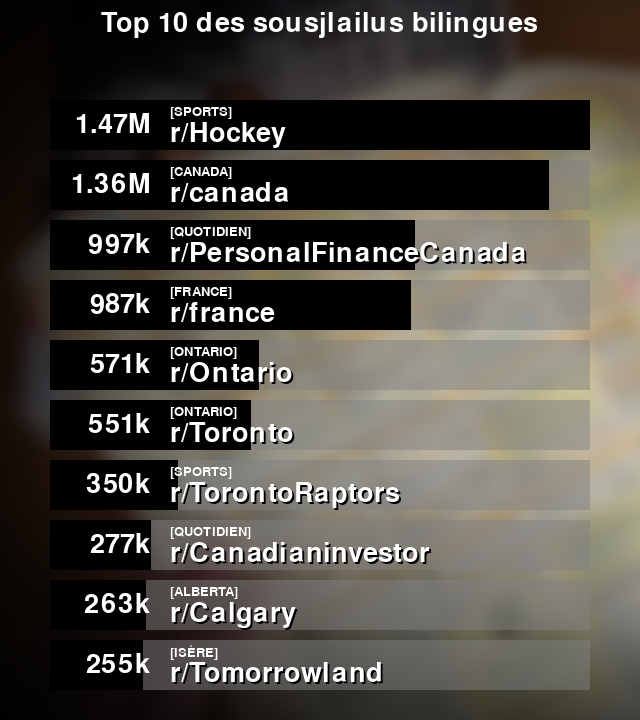 Top 10 des sousjlailus bilingues
1.47M
[SPORTS]
r/Hockey
1.36M
[CANADA]
r/canada
997k
[QUOTIDIEN]
r/PersonalFinanceCanada
987k
[FRANCE]
r/france
571k
[ONTARIO]
r/Ontario
551k
[ONTARIO]
r/Toronto
350k
[SPORTS]
r/TorontoRaptors
277k
[QUOTIDIEN]
r/Canadianinvestor
263k
[ALBERTA]
r/Calgary
255k
[ISÈRE]
r/Tomorrowland